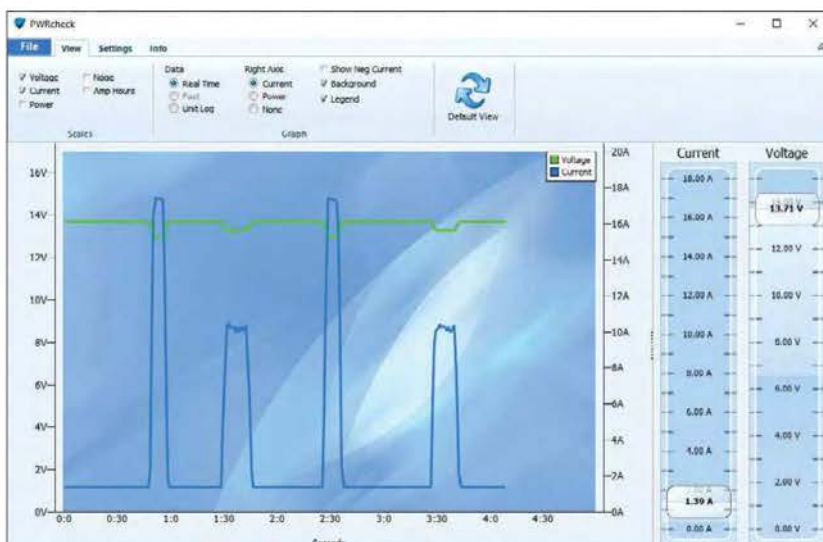 PWRcheck
File View Settings Info
Data Right Axis Show Neg Current
Voltage None Real Time Current Background
Current Amp Hours Past Power Legend
Power Unit Log None Default View
Scales Graph
20A Current Voltage
16V Voltage 18A 18.00 A
Current
14V 16A 16.00 A 13.71 V
12V 14A 14.00 A 12.00 V
10V 12A 12.00 A 10.00 V
8V 10A 10.00 A 8.00 V
6V 8A 8.00 A 6.00 V
4V 6A 6.00 A 4.00 V
4A 4.00 A
2V 2A 1.39 A 2.00 V
0V 0A 0.00 A 0.00 V
0:0 0:30 1:0 1:30 2:0 2:30 3:0 3:30 4:0 4:30